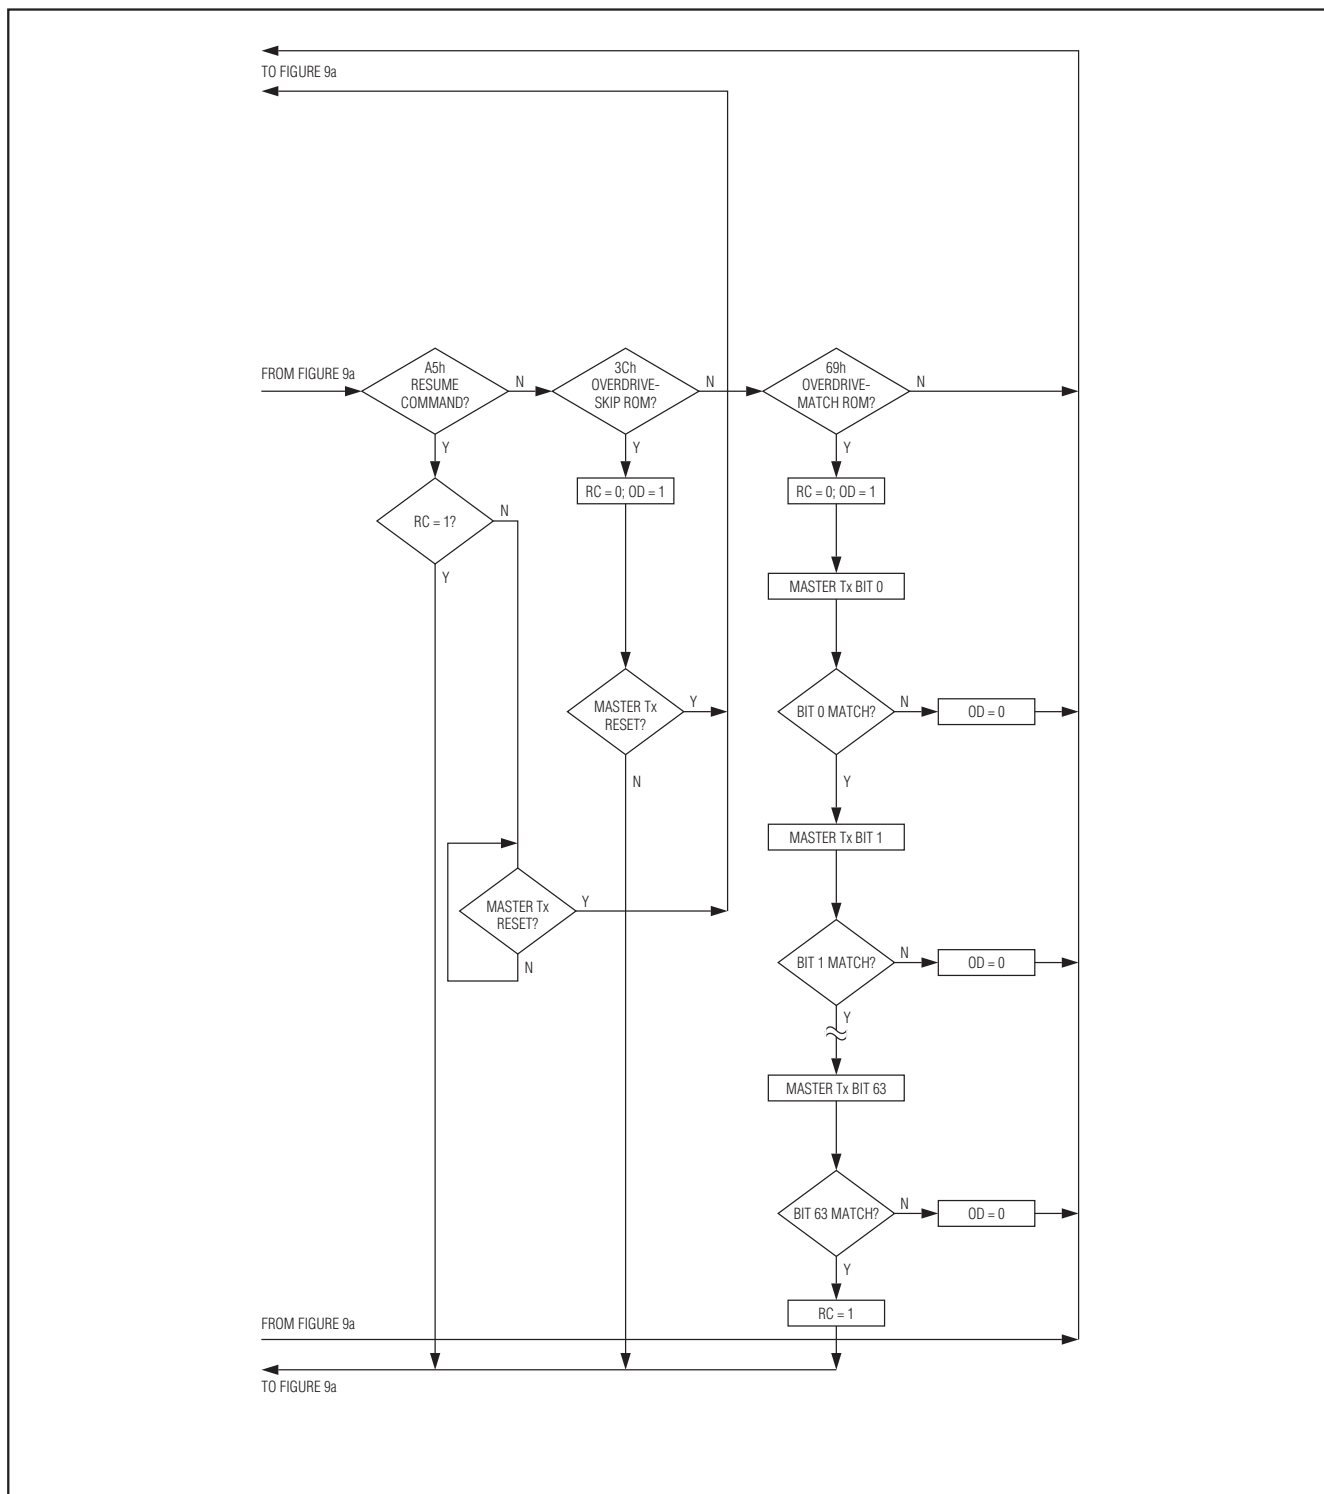 TO FIGURE 9a
FROM FIGURE 9a
A5h
RESUME
COMMAND?
N
3Ch
OVERDRIVE-
SKIP ROM?
N
69h
OVERDRIVE-
MATCH ROM?
N
Y
Y
Y
RC = 1?
N
Y
RC = 0; OD = 1
RC = 0; OD = 1
MASTER Tx BIT 0
MASTER Tx
RESET?
Y
N
BIT 0 MATCH?
N
OD = 0
Y
MASTER Tx BIT 1
MASTER Tx
RESET?
Y
N
BIT 1 MATCH?
N
OD = 0
Y
MASTER Tx BIT 63
BIT 63 MATCH?
N
OD = 0
Y
RC = 1
FROM FIGURE 9a
TO FIGURE 9a